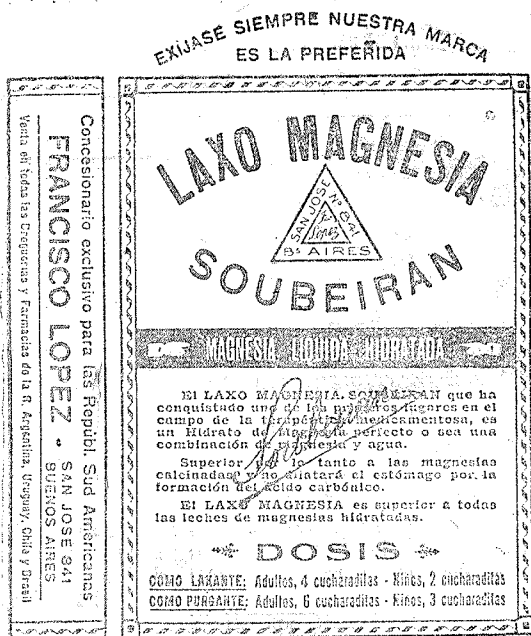 EXIJASE SIEMPRE NUESTRA MARCA
ES LA PREFERIDA
LAXO MAGNESIA
SAN JOSE Nº 841
Bs AIRES
SOUBEIRAN
MAGNESIA LIQUIDA HIDRATADA
El LAXO MAGNESIA SOUBEIRAN que ha
conquistado uno de los primeros lugares en el
campo de la terapéutica medicamentosa, es
un Hidrato de Magnesia perfecto o sea una
combinación de magnesia y agua.
Superior por lo tanto a las magnesias
calcinadas y no dilatará el estómago por la
formación del ácido carbónico.
El LAXO MAGNESIA es superior á todas
las leches de magnesias hidratadas.
DOSIS
COMO LAXANTE: Adultos, 4 cucharaditas - Niños, 2 cucharaditas
COMO PURGANTE: Adultos, 6 cucharaditas - Niños, 3 cucharaditas
Concesionario exclusivo para las Repúbl. Sud Americanas
FRANCISCO LOPEZ - SAN JOSE 841
BUENOS AIRES
Venta en todas las Droguerías y Farmacias de la R. Argentina, Uruguay, Chile y Brasil